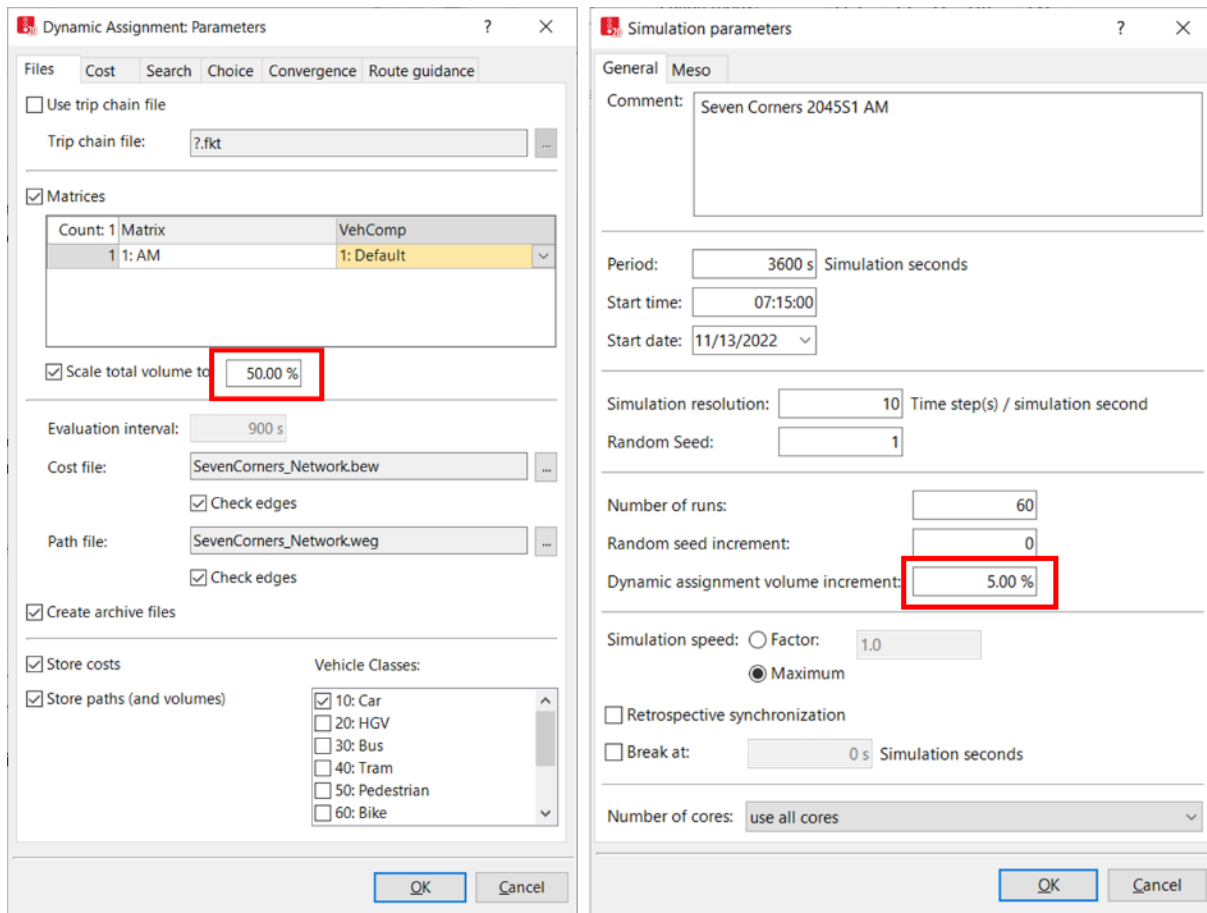 Dynamic Assignment: Parameters ? ×
Files Cost Search Choice Convergence Route guidance
Use trip chain file
Trip chain file: ?.fkt ...
Matrices
Count: 1 Matrix VehComp
1 1: AM 1: Default
Scale total volume to 50.00 %
Evaluation interval: 900 s
Cost file: SevenCorners_Network.bew ...
Check edges
Path file: SevenCorners_Network.weg ...
Check edges
Create archive files
Store costs Vehicle Classes:
Store paths (and volumes) 10: Car
20: HGV
30: Bus
40: Tram
50: Pedestrian
60: Bike
OK Cancel
Simulation parameters ? ×
General Meso
Comment: Seven Corners 2045S1 AM
Period: 3600 s Simulation seconds
Start time: 07:15:00
Start date: 11/13/2022
Simulation resolution: 10 Time step(s) / simulation second
Random Seed: 1
Number of runs: 60
Random seed increment: 0
Dynamic assignment volume increment: 5.00 %
Simulation speed: Factor: 1.0
Maximum
Retrospective synchronization
Break at: 0 s Simulation seconds
Number of cores: use all cores
OK Cancel